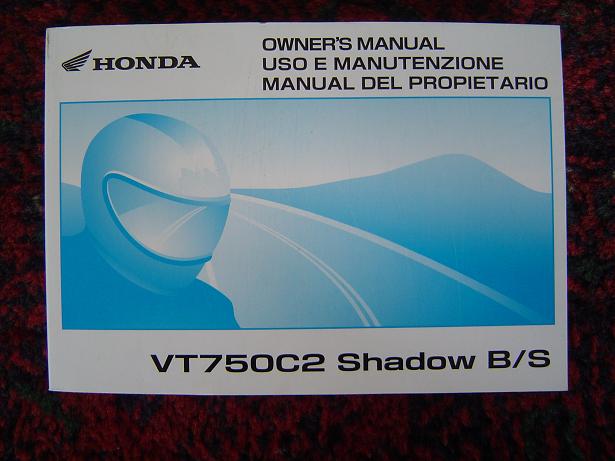 HONDA
OWNER'S MANUAL
USO E MANUTENZIONE
MANUAL DEL PROPIETARIO
VT750C2 Shadow B/S